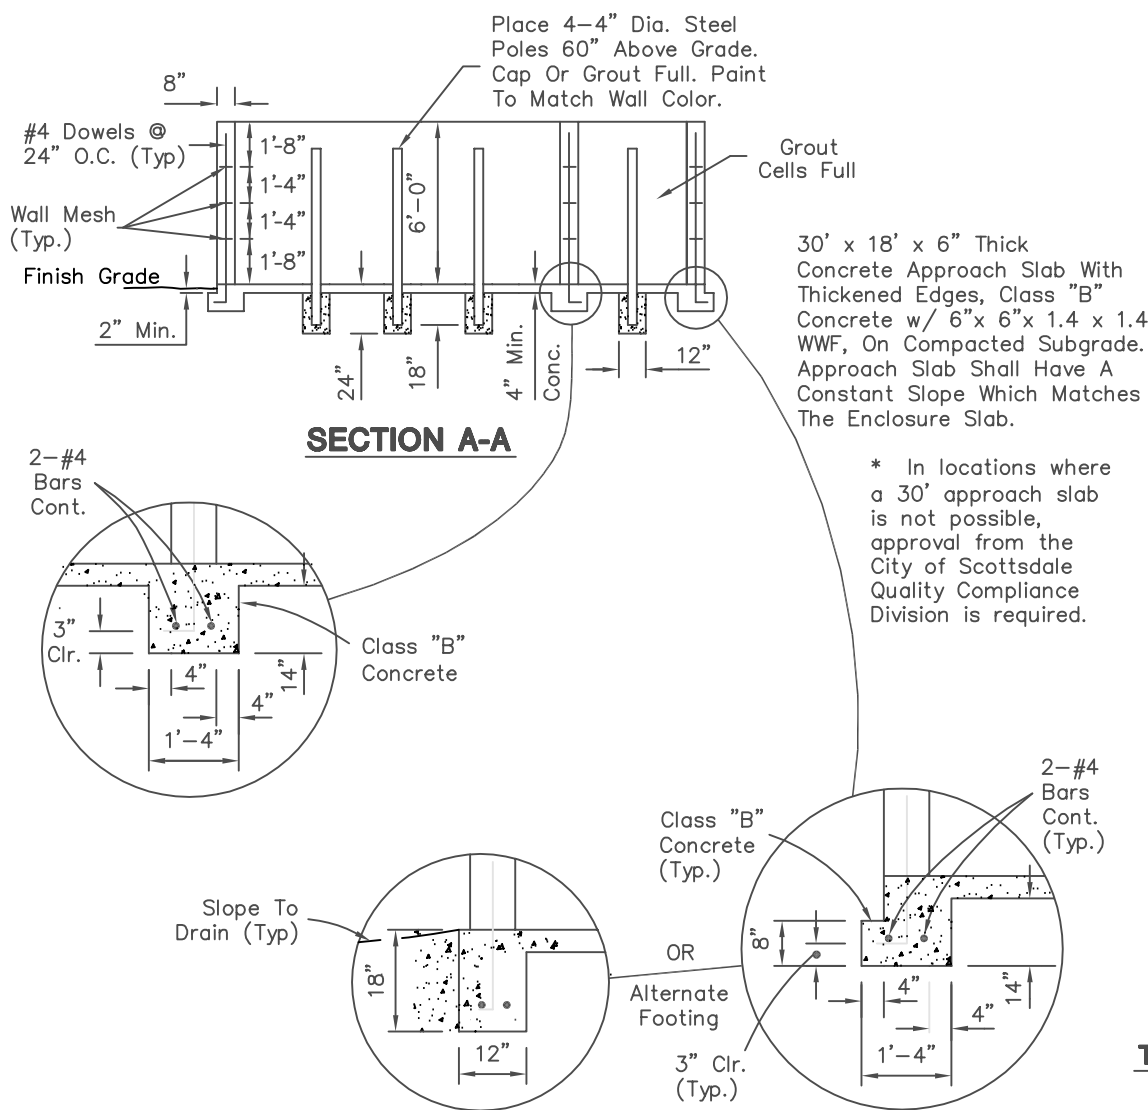 Place 4-4" Dia. Steel
Poles 60" Above Grade.
Cap Or Grout Full. Paint
To Match Wall Color.
8"
#4 Dowels @
24" O.C. (Typ)
Wall Mesh
(Typ.)
Finish Grade
2" Min.
1'-8"
1'-4"
1'-4"
1'-8"
6'-0"
Grout
Cells Full
24"
18"
4" Min.
Conc.
12"
SECTION A-A
30' x 18' x 6" Thick
Concrete Approach Slab With
Thickened Edges, Class "B"
Concrete w/ 6"x 6"x 1.4 x 1.4
WWF, On Compacted Subgrade.
Approach Slab Shall Have A
Constant Slope Which Matches
The Enclosure Slab.
* In locations where
a 30' approach slab
is not possible,
approval from the
City of Scottsdale
Quality Compliance
Division is required.
2-#4
Bars
Cont.
3"
Clr.
4"
4"
1'-4"
14"
Class "B"
Concrete
Slope To
Drain (Typ)
18"
12"
OR
Alternate
Footing
Class "B"
Concrete
(Typ.)
2-#4
Bars
Cont.
(Typ.)
8"
4"
4"
14"
1'-4"
3" Clr.
(Typ.)